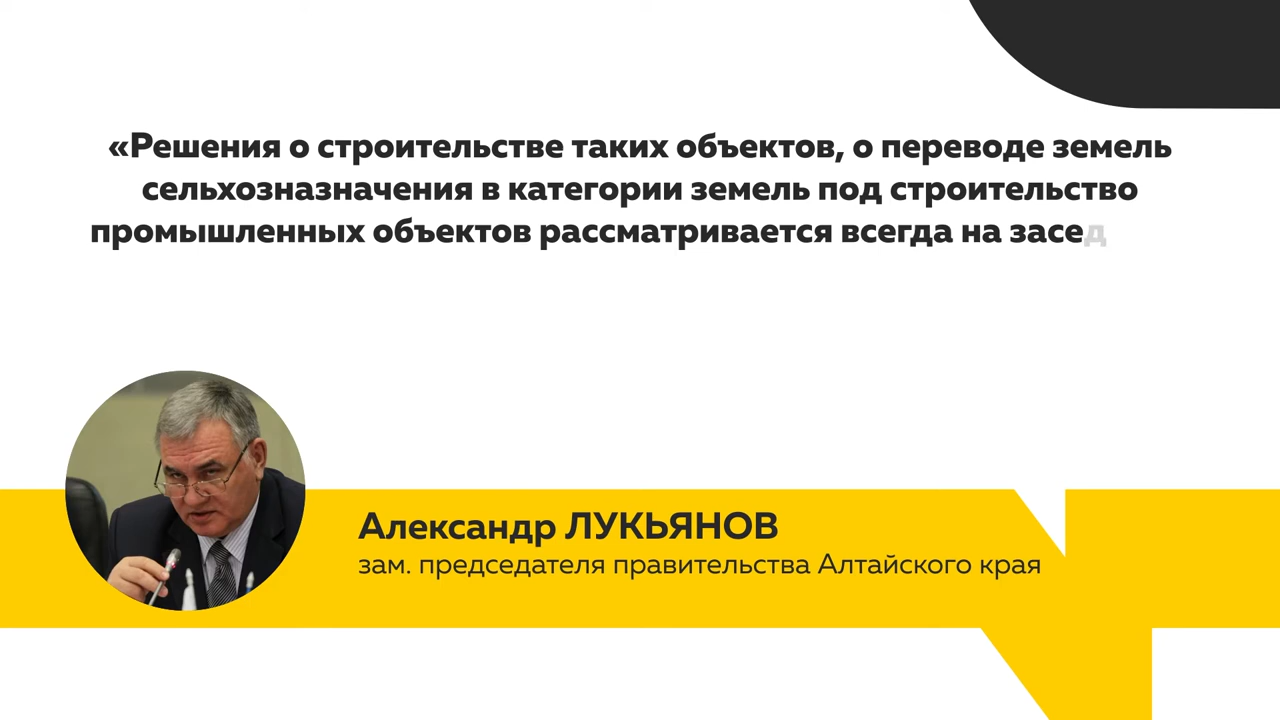 «Решения о строительстве таких объектов, о переводе земель
сельхозназначения в категории земель под строительство
промышленных объектов рассматривается всегда на засед
Александр ЛУКЬЯНОВ
зам. председателя правительства Алтайского края